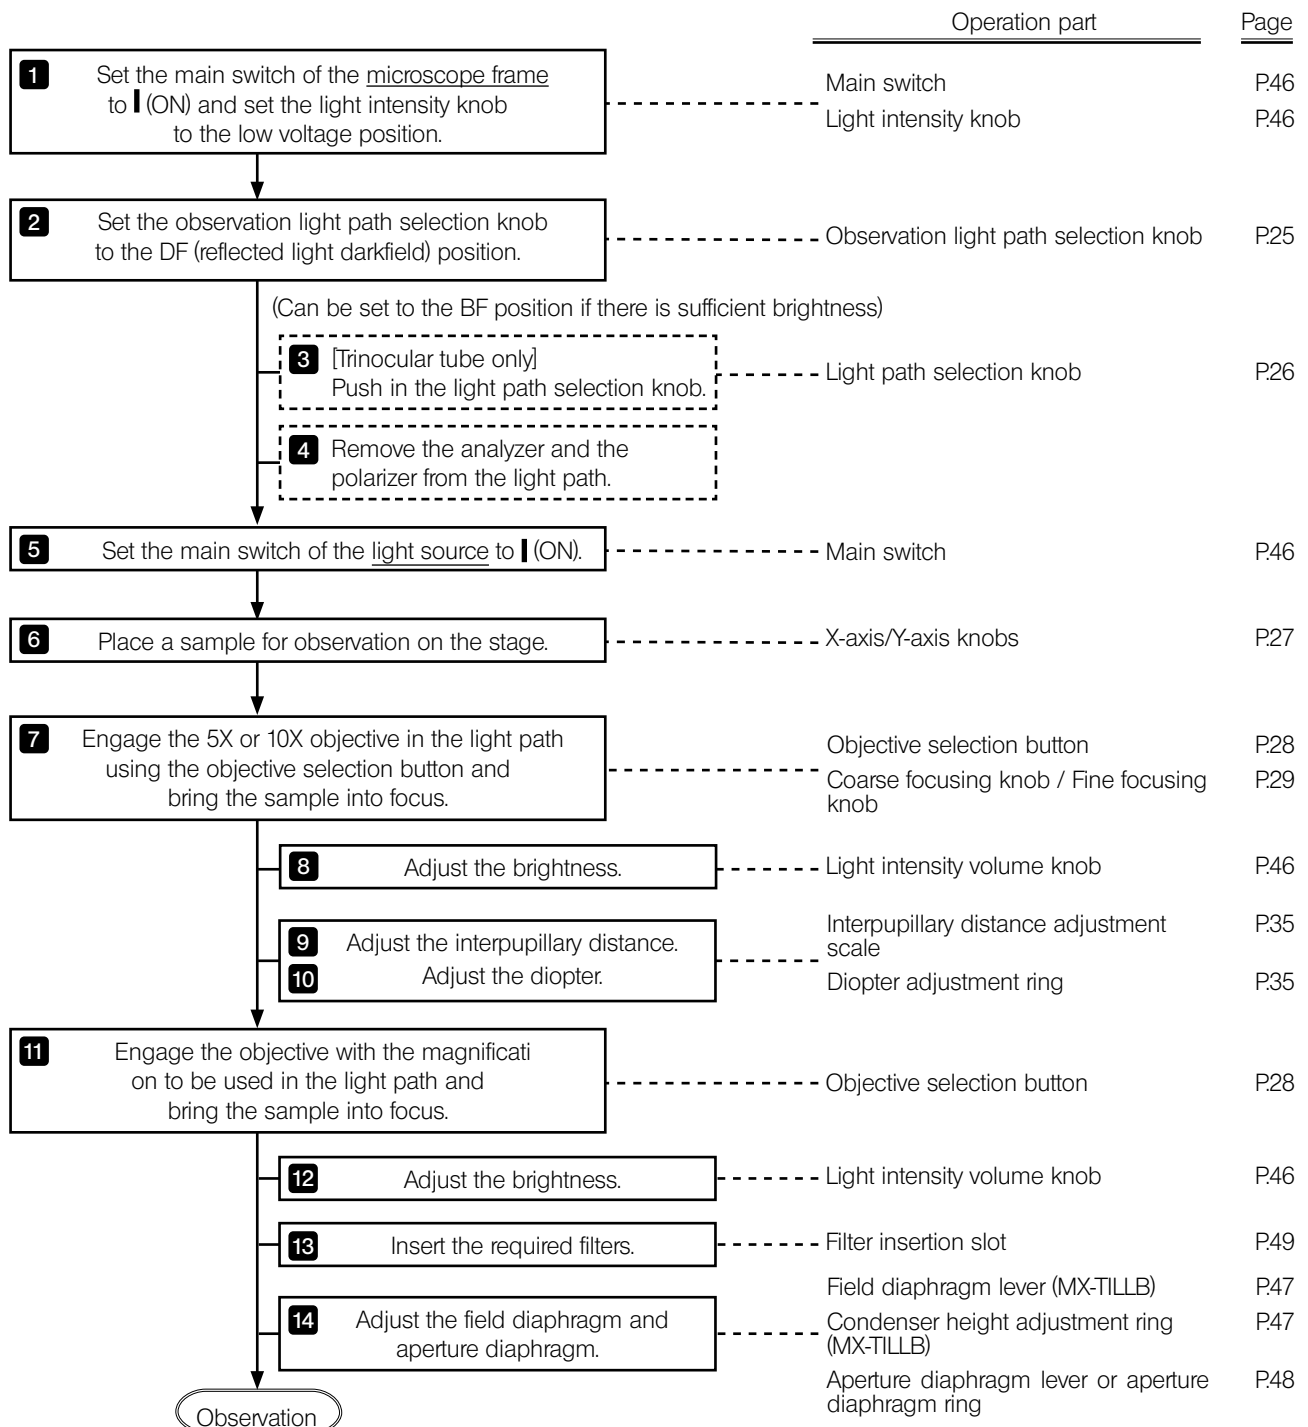 Operation part Page
1 Set the main switch of the microscope frame
to I (ON) and set the light intensity knob
to the low voltage position.
Main switch P.46
Light intensity knob P.46
2 Set the observation light path selection knob
to the DF (reflected light darkfield) position.
Observation light path selection knob P.25
(Can be set to the BF position if there is sufficient brightness)
3 [Trinocular tube only]
Push in the light path selection knob.
Light path selection knob P.26
4 Remove the analyzer and the
polarizer from the light path.
5 Set the main switch of the light source to I (ON).
Main switch P.46
6 Place a sample for observation on the stage.
X-axis/Y-axis knobs P.27
7 Engage the 5X or 10X objective in the light path
using the objective selection button and
bring the sample into focus.
Objective selection button P.28
Coarse focusing knob / Fine focusing P.29
knob
8 Adjust the brightness.
Light intensity volume knob P.46
9 Adjust the interpupillary distance.
10 Adjust the diopter.
Interpupillary distance adjustment P.35
scale
Diopter adjustment ring P.35
11 Engage the objective with the magnificati
on to be used in the light path and
bring the sample into focus.
Objective selection button P.28
12 Adjust the brightness.
Light intensity volume knob P.46
13 Insert the required filters.
Filter insertion slot P.49
14 Adjust the field diaphragm and
aperture diaphragm.
Field diaphragm lever (MX-TILLB) P.47
Condenser height adjustment ring P.47
(MX-TILLB)
Aperture diaphragm lever or aperture P.48
diaphragm ring
Observation